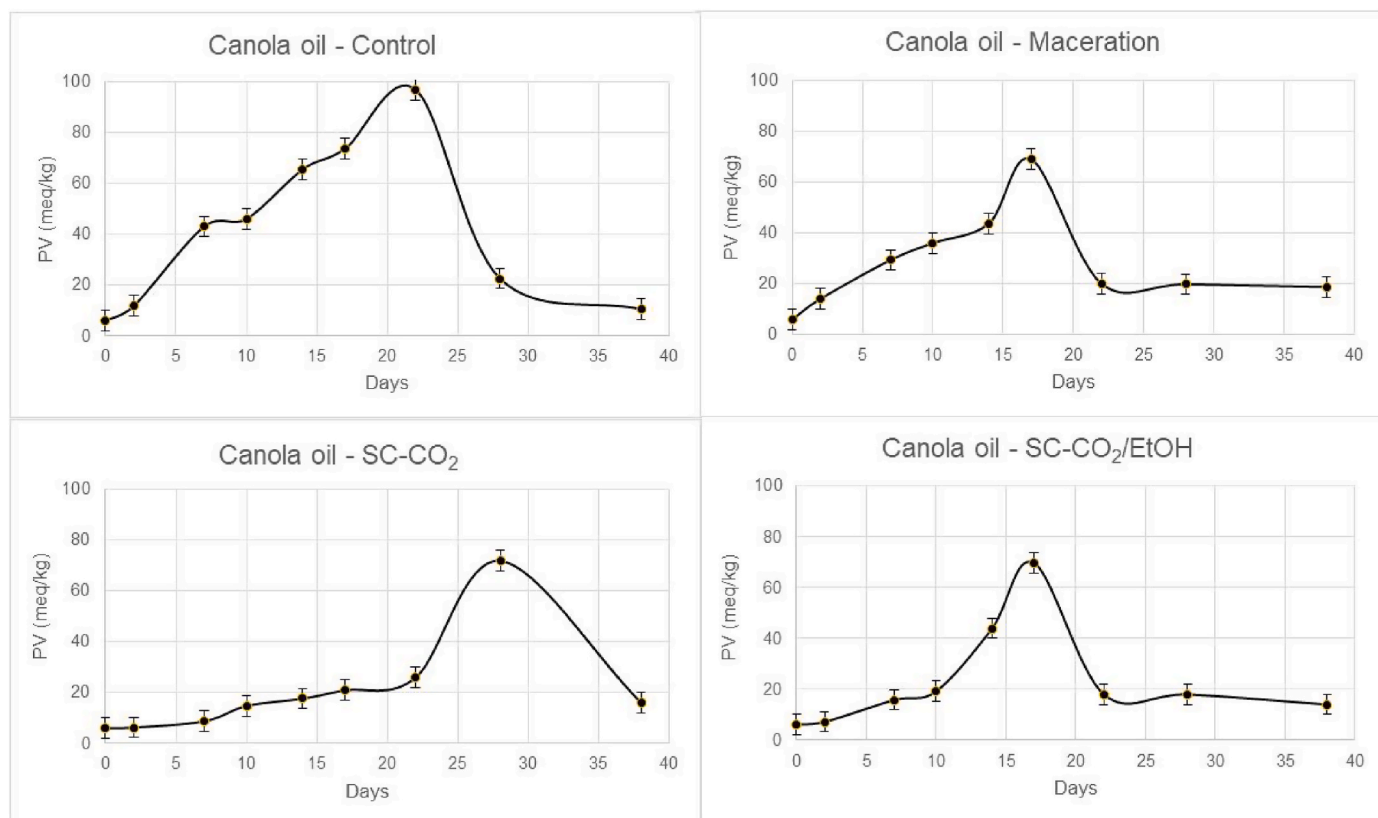 Canola oil - Control
100
80
60
40
20
0
PV (meq/kg)
0 5 10 15 20 25 30 35 40
Days
Canola oil - Maceration
100
80
60
40
20
0
PV (meq/kg)
0 5 10 15 20 25 30 35 40
Days
Canola oil - SC-CO₂
100
80
60
40
20
0
PV (meq/kg)
0 5 10 15 20 25 30 35 40
Days
Canola oil - SC-CO₂/EtOH
100
80
60
40
20
0
PV (meq/kg)
0 5 10 15 20 25 30 35 40
Days